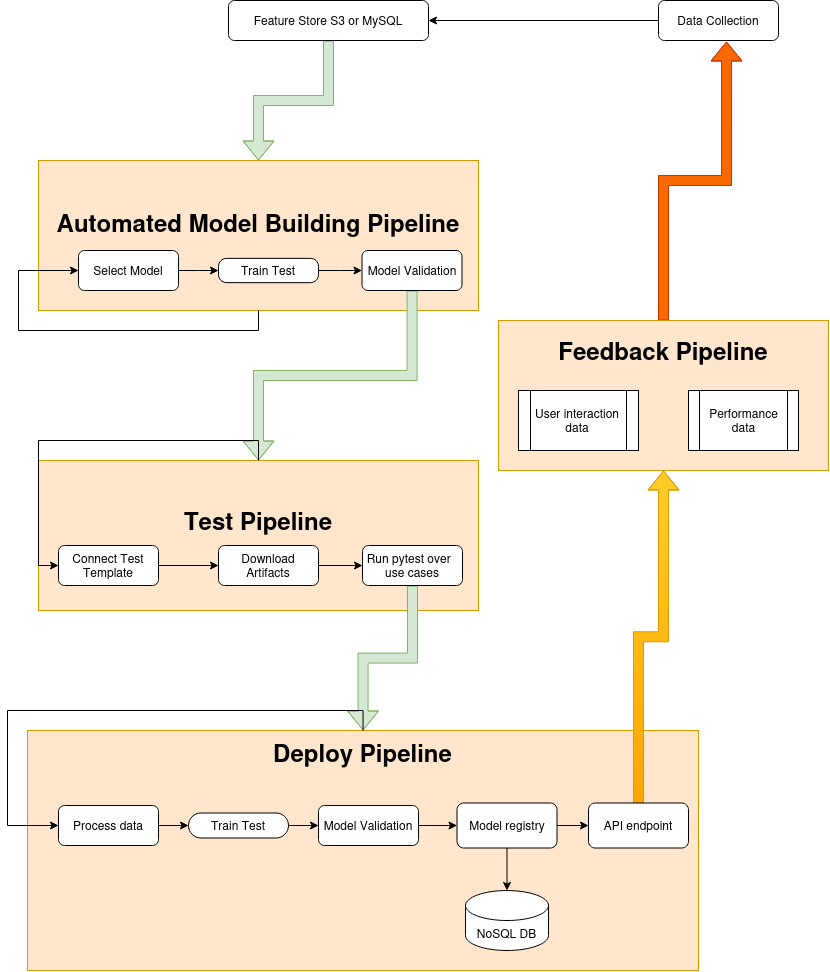 Feature Store S3 or MySQL
Data Collection
Automated Model Building Pipeline
Select Model
Train Test
Model Validation
Feedback Pipeline
User interaction
data
Performance
data
Test Pipeline
Connect Test
Template
Download
Artifacts
Run pytest over
use cases
Deploy Pipeline
Process data
Train Test
Model Validation
Model registry
API endpoint
NoSQL DB